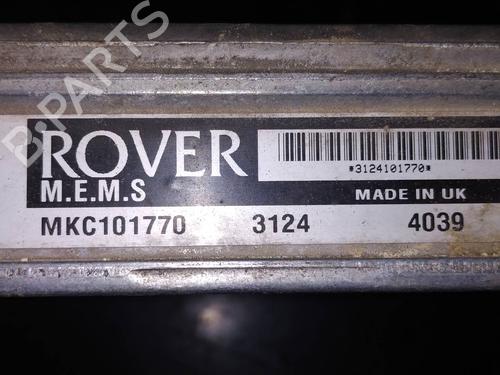 B-PARTS
ROVER
M.E.M.S
*3124101770*
MADE IN UK
MKC101770 3124 4039